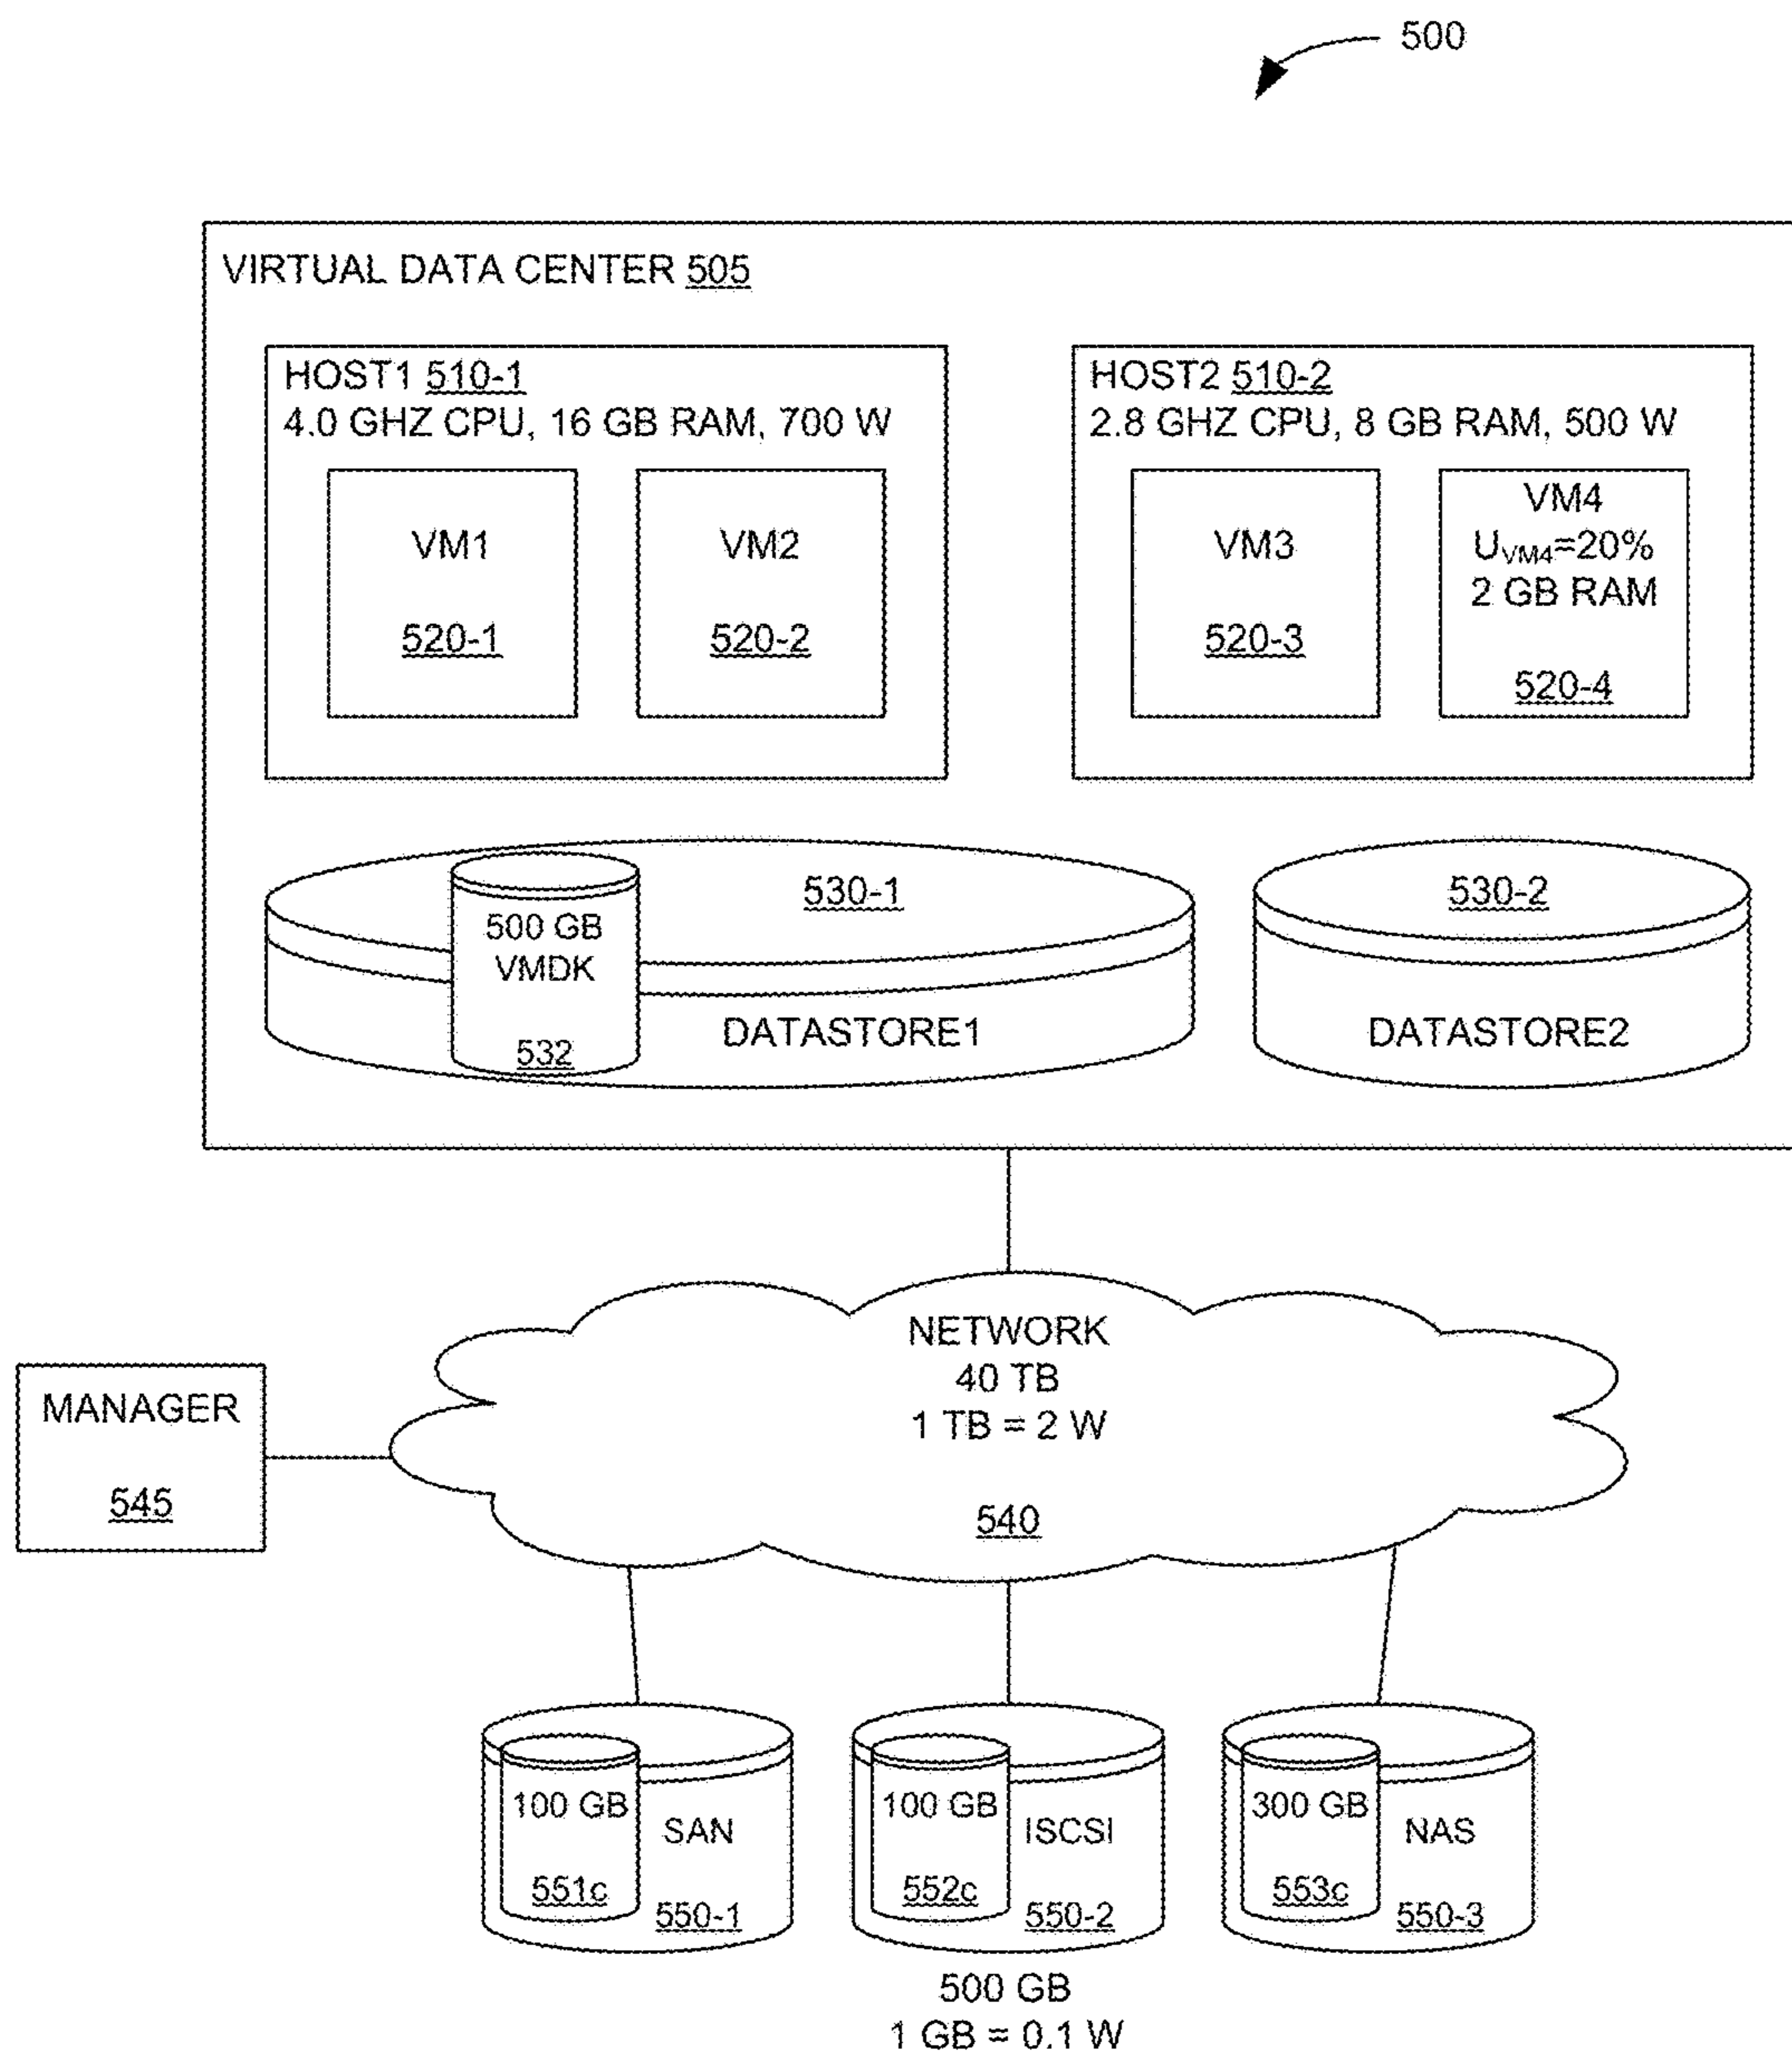 500
VIRTUAL DATA CENTER 505
HOST1 510-1
4.0 GHZ CPU, 16 GB RAM, 700 W
VM1
520-1
VM2
520-2
HOST2 510-2
2.8 GHZ CPU, 8 GB RAM, 500 W
VM3
520-3
VM4
UVM4=20%
2 GB RAM
520-4
530-1
500 GB
VMDK
532
DATASTORE1
530-2
DATASTORE2
NETWORK
40 TB
1 TB = 2 W
540
MANAGER
545
100 GB
551c
SAN
550-1
100 GB
552c
ISCSI
550-2
300 GB
553c
NAS
550-3
500 GB
1 GB = 0.1 W